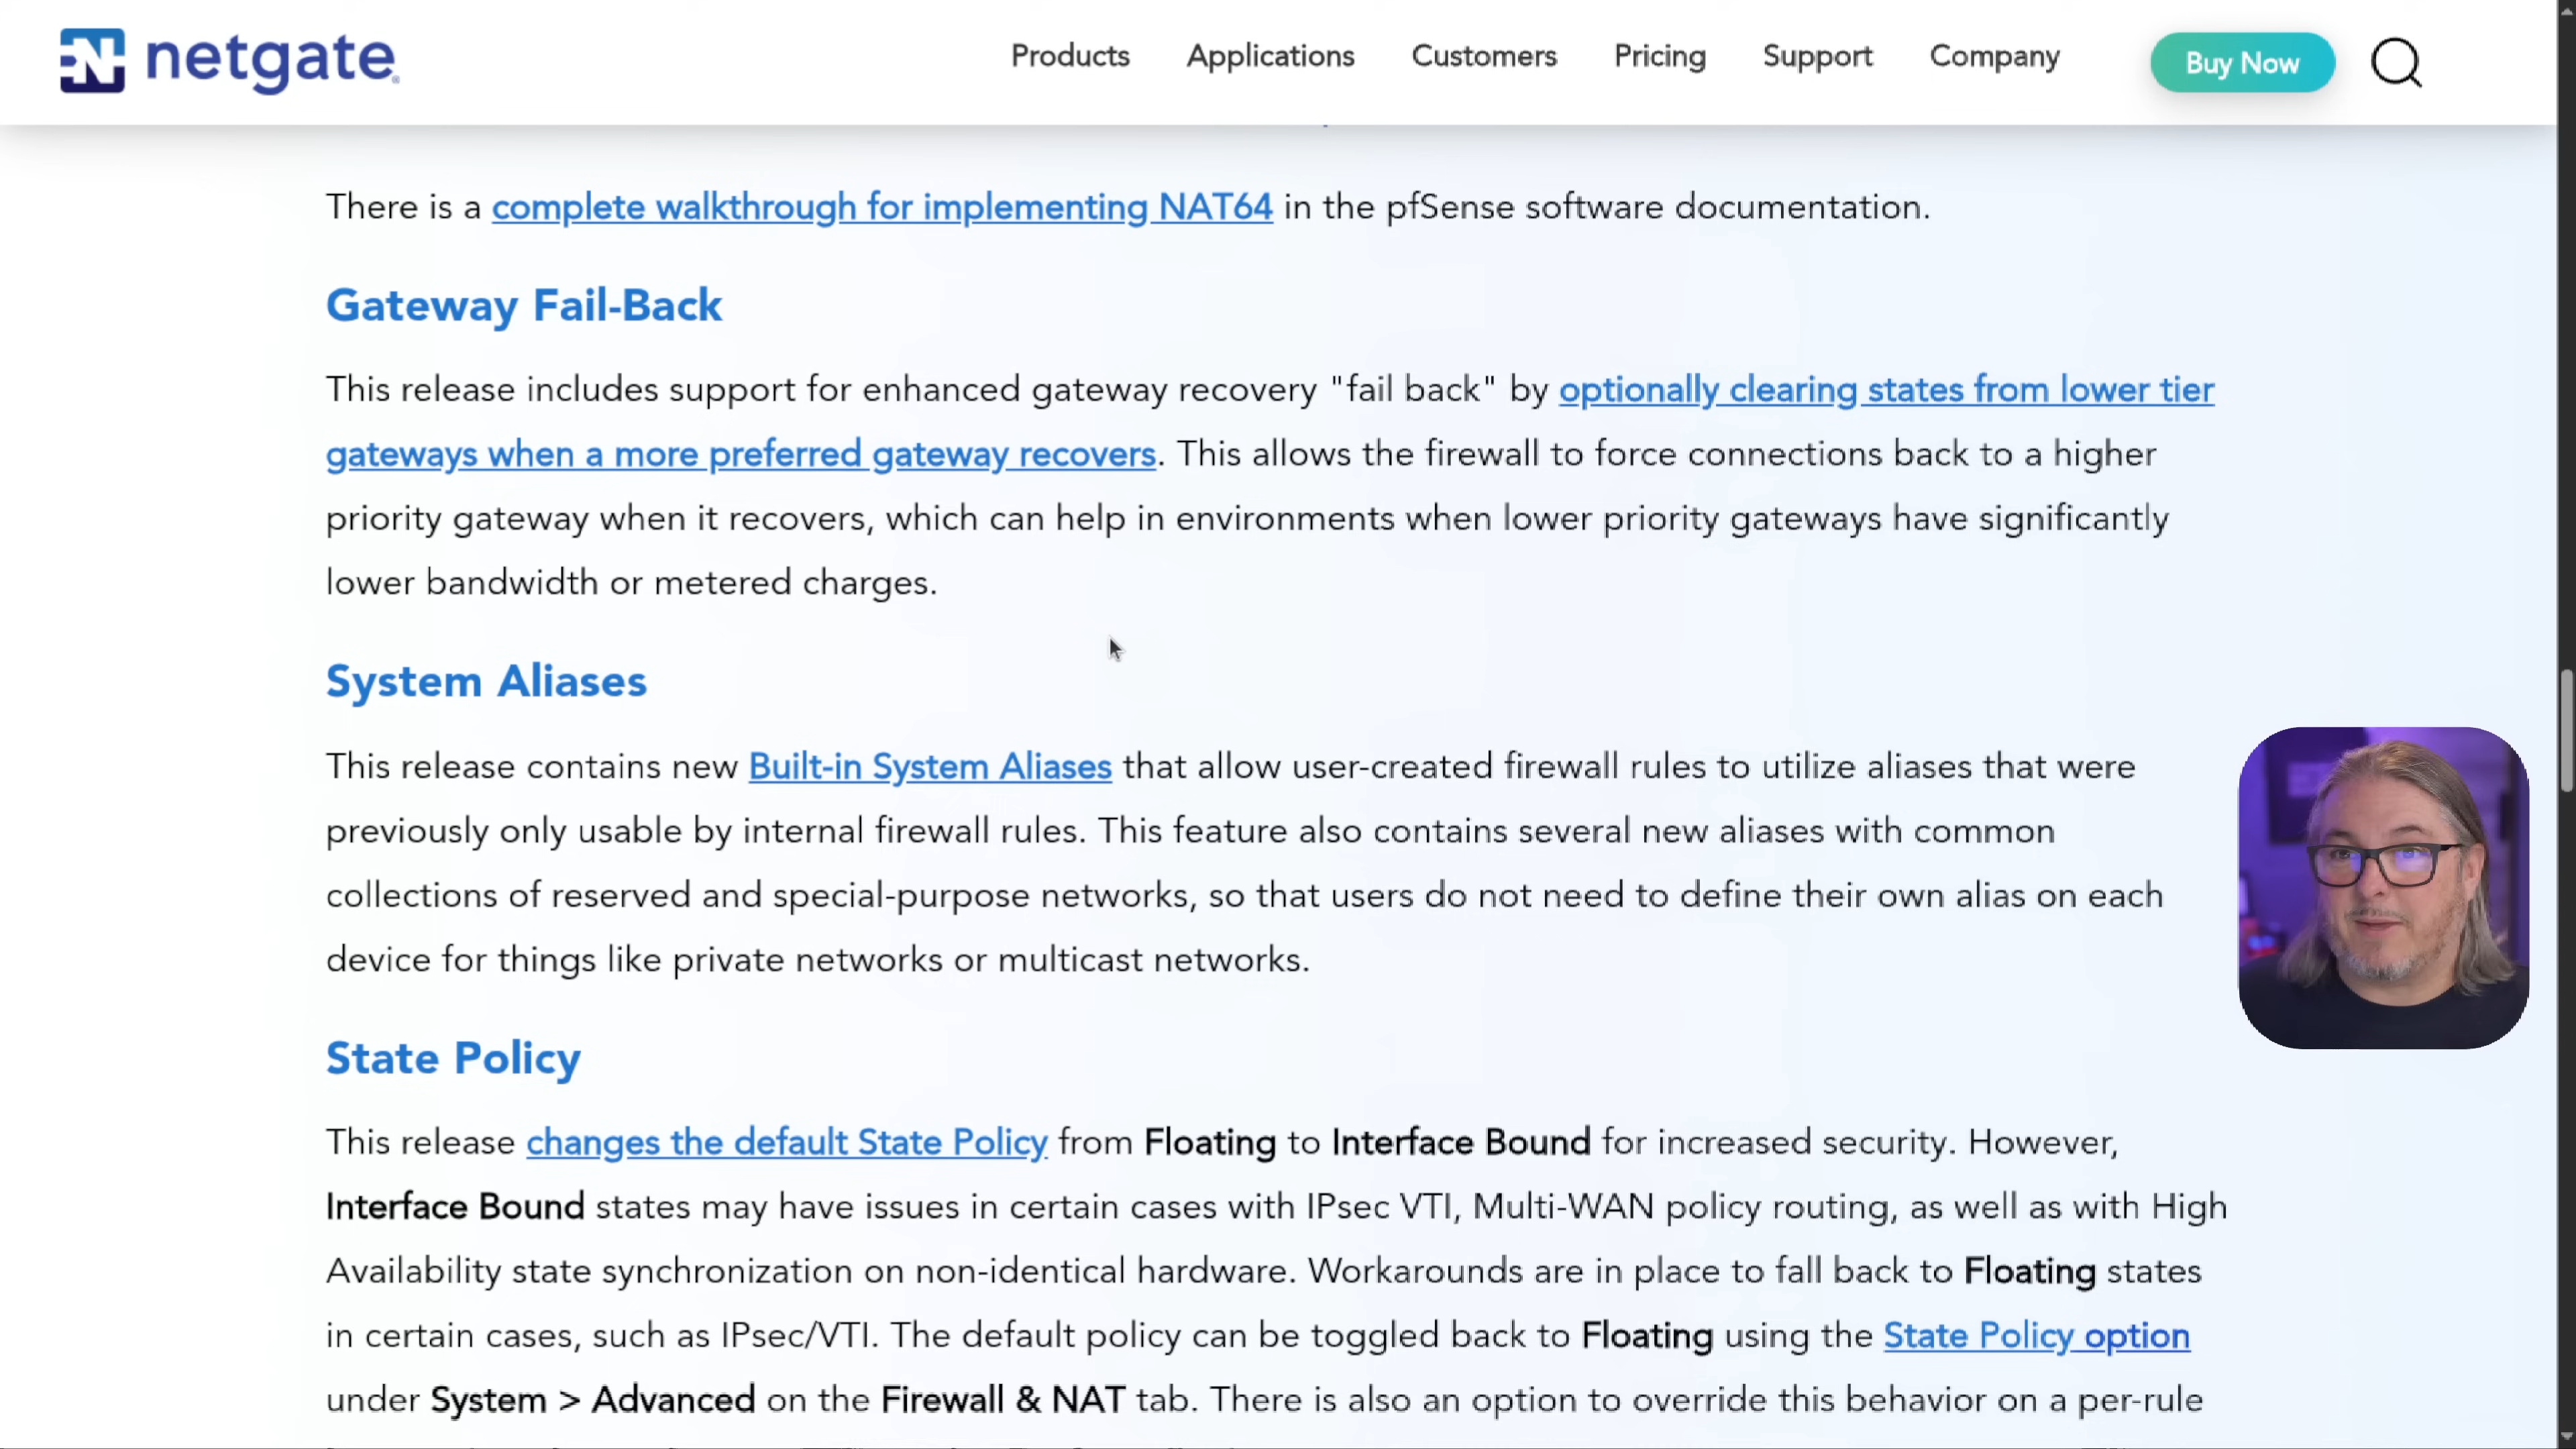 netgate
Products Applications Customers Pricing Support Company Buy Now
There is a complete walkthrough for implementing NAT64 in the pfSense software documentation.
Gateway Fail-Back
This release includes support for enhanced gateway recovery "fail back" by optionally clearing states from lower tier
gateways when a more preferred gateway recovers. This allows the firewall to force connections back to a higher
priority gateway when it recovers, which can help in environments when lower priority gateways have significantly
lower bandwidth or metered charges.
System Aliases
This release contains new Built-in System Aliases that allow user-created firewall rules to utilize aliases that were
previously only usable by internal firewall rules. This feature also contains several new aliases with common
collections of reserved and special-purpose networks, so that users do not need to define their own alias on each
device for things like private networks or multicast networks.
State Policy
This release changes the default State Policy from Floating to Interface Bound for increased security. However,
Interface Bound states may have issues in certain cases with IPsec VTI, Multi-WAN policy routing, as well as with High
Availability state synchronization on non-identical hardware. Workarounds are in place to fall back to Floating states
in certain cases, such as IPsec/VTI. The default policy can be toggled back to Floating using the State Policy option
under System > Advanced on the Firewall & NAT tab. There is also an option to override this behavior on a per-rule